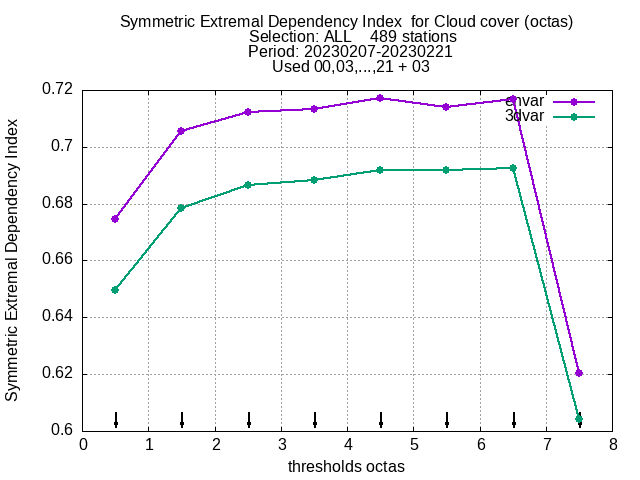 Symmetric Extremal Dependency Index  for Cloud cover (octas)
Selection: ALL    489 stations
Period: 20230207-20230221
Used 00,03,...,21 + 03
envar
3dvar
Symmetric Extremal Dependency Index
0.72
0.7
0.68
0.66
0.64
0.62
0.6
0 1 2 3 4 5 6 7 8
thresholds octas